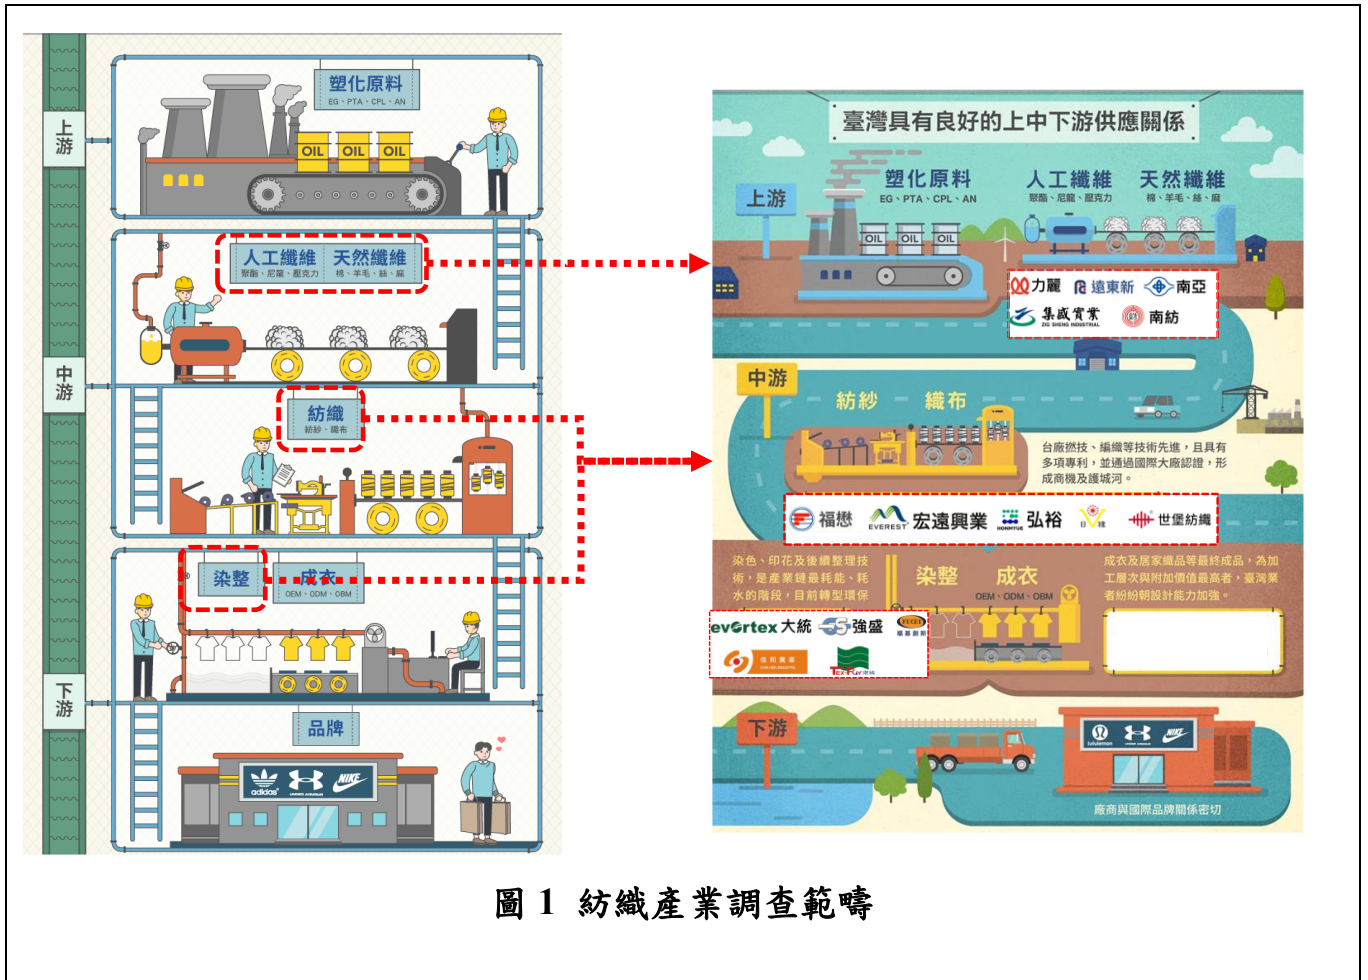 上游
塑化原料
EG、PTA、CPL、AN
OIL OIL OIL
人工纖維 天然纖維
聚酯、尼龍、壓克力 棉、羊毛、絲、麻
中游
紡織
紡紗、織布
染整 成衣
OEM、ODM、OBM
下游
品牌
adidas UNDER ARMOUR NIKE
臺灣具有良好的上中下游供應關係
上游
塑化原料 人工纖維 天然纖維
EG、PTA、CPL、AN 聚酯、尼龍、壓克力 棉、羊毛、絲、麻
OIL OIL OIL
力麗 遠東新 南亞
集盛實業 南紡
ZIG SHENG INDUSTRIAL
中游
紡紗 織布
台廠撚技、編織等技術先進，且具有
多項專利，並通過國際大廠認證，形
成商機及護城河。
福懋 EVEREST 宏遠興業 HONMYUE 弘裕 世堡紡織
染色、印花及後續整理技
術，是產業鏈最耗能、耗
水的階段，目前轉型環保
染整 成衣
OEM、ODM、OBM
成衣及居家織品等最終成品，為加
工層次與附加價值最高者，臺灣業
者紛紛朝設計能力加強。
evertex 大統 強盛 福基創新
下游
lululemon UNDER ARMOUR NIKE
廠商與國際品牌關係密切
圖 1 紡織產業調查範疇